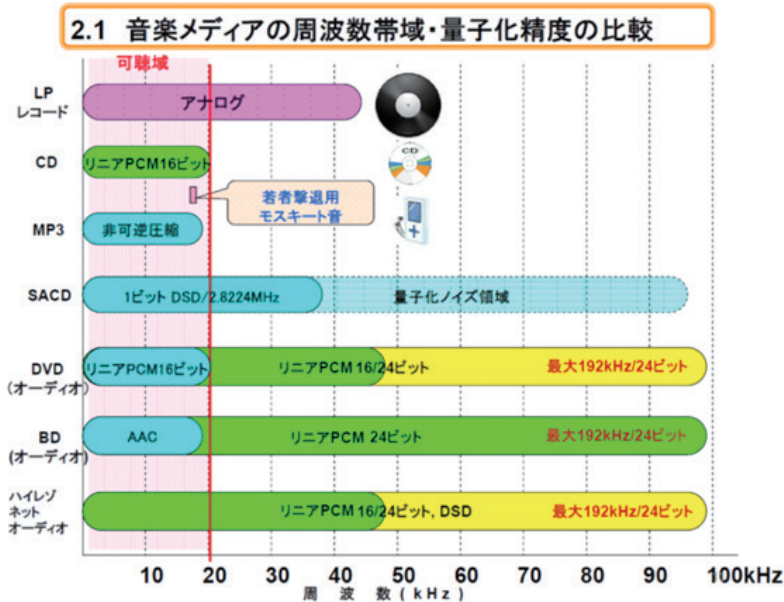 2.1 音楽メディアの周波数帯域・量子化精度の比較
可聴域
LP
レコード
アナログ
CD
リニアPCM16ビット
CD
若者撃退用
モスキート音
MP3
非可逆圧縮
SACD
1ビット DSD/2.8224MHz
量子化ノイズ領域
DVD
(オーディオ)
リニアPCM16ビット
リニアPCM 16/24ビット
最大192kHz/24ビット
BD
(オーディオ)
AAC
リニアPCM 24ビット
最大192kHz/24ビット
ハイレゾ
ネット
オーディオ
リニアPCM 16/24ビット, DSD
最大192kHz/24ビット
10 20 30 40 50 60 70 80 90 100kHz
周 波 数 ( kHz )